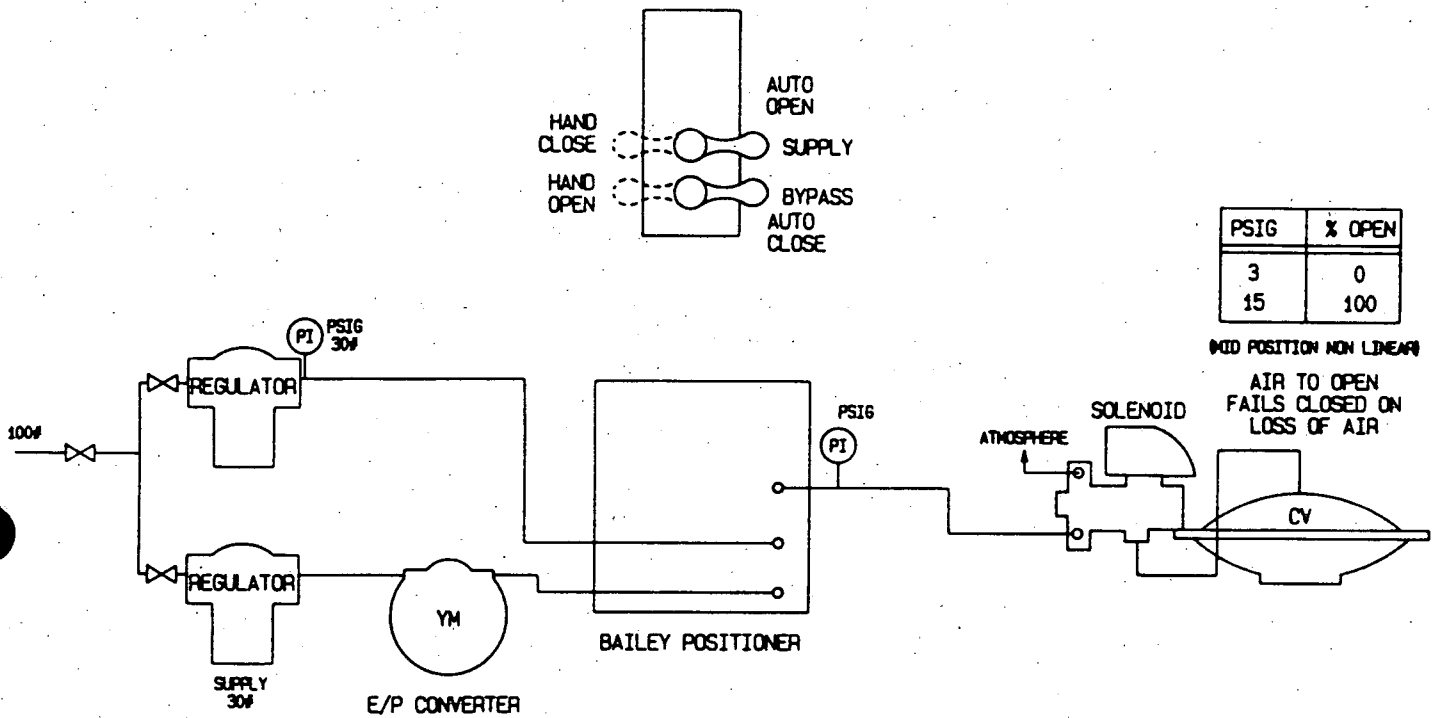 AUTO
OPEN
HAND
CLOSE
SUPPLY
HAND
OPEN
BYPASS
AUTO
CLOSE
PSIG % OPEN
3 0
15 100
(MID POSITION NON LINEAR)
AIR TO OPEN
FAILS CLOSED ON
LOSS OF AIR
PI PSIG
30#
REGULATOR
100#
PSIG
PI
SOLENOID
ATMOSPHERE
CV
REGULATOR
YM
SUPPLY
30#
E/P CONVERTER
BAILEY POSITIONER